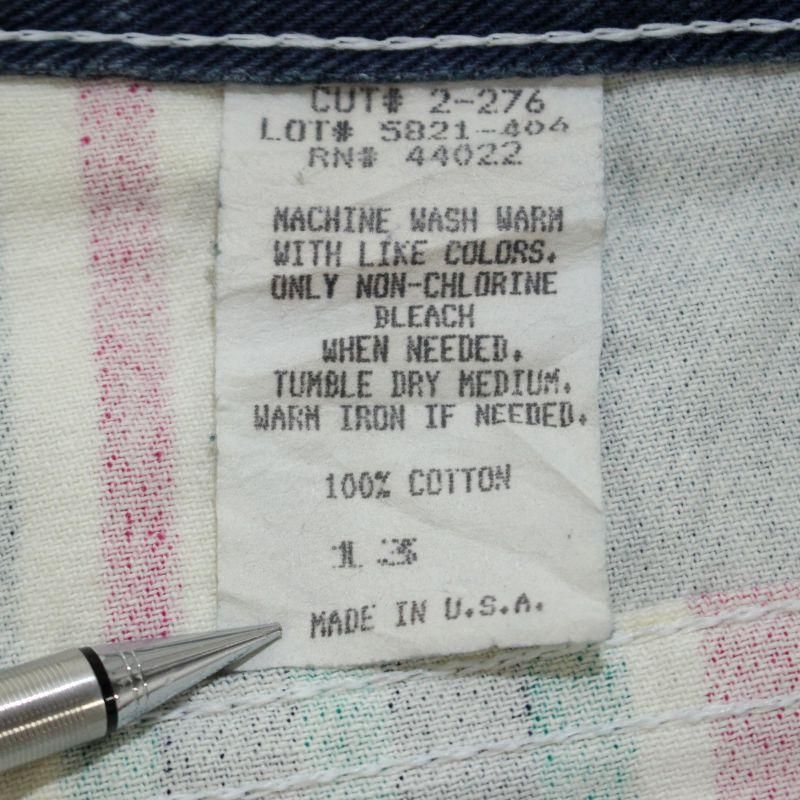 CUT# 2-276
LOT# 5821-406
RN# 44022
MACHINE WASH WARM
WITH LIKE COLORS.
ONLY NON-CHLORINE
BLEACH
WHEN NEEDED.
TUMBLE DRY MEDIUM.
WARM IRON IF NEEDED.
100% COTTON
13
MADE IN U.S.A.